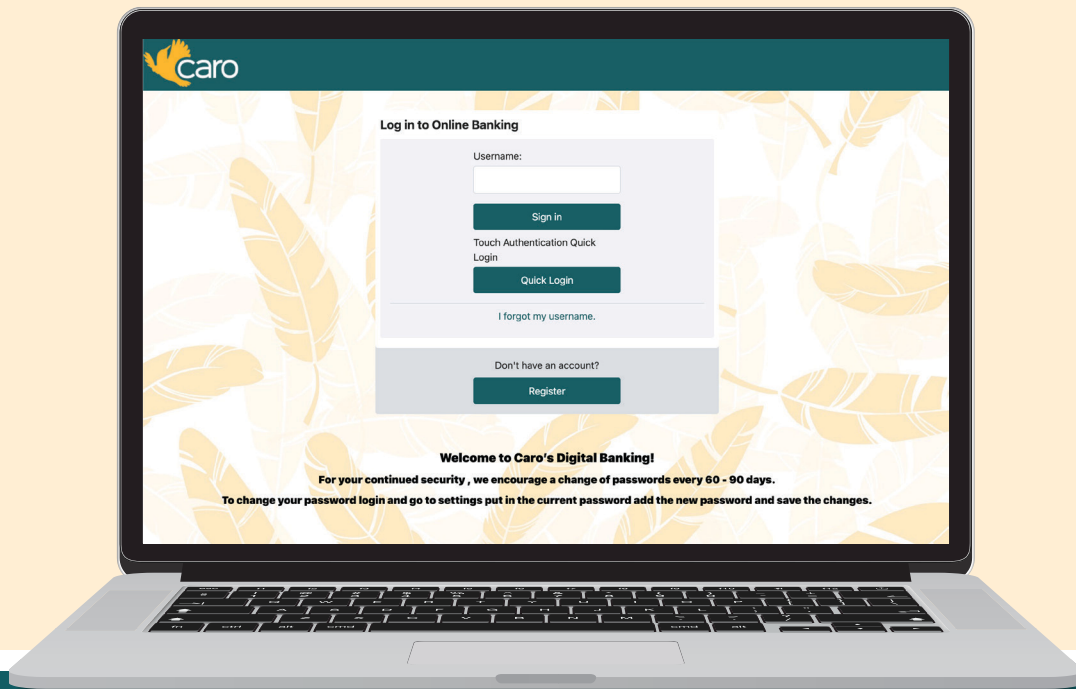 caro
Log in to Online Banking
Username:
Sign in
Touch Authentication Quick
Login
Quick Login
I forgot my username.
Don't have an account?
Register
Welcome to Caro's Digital Banking!
For your continued security , we encourage a change of passwords every 60 - 90 days.
To change your password login and go to settings put in the current password add the new password and save the changes.